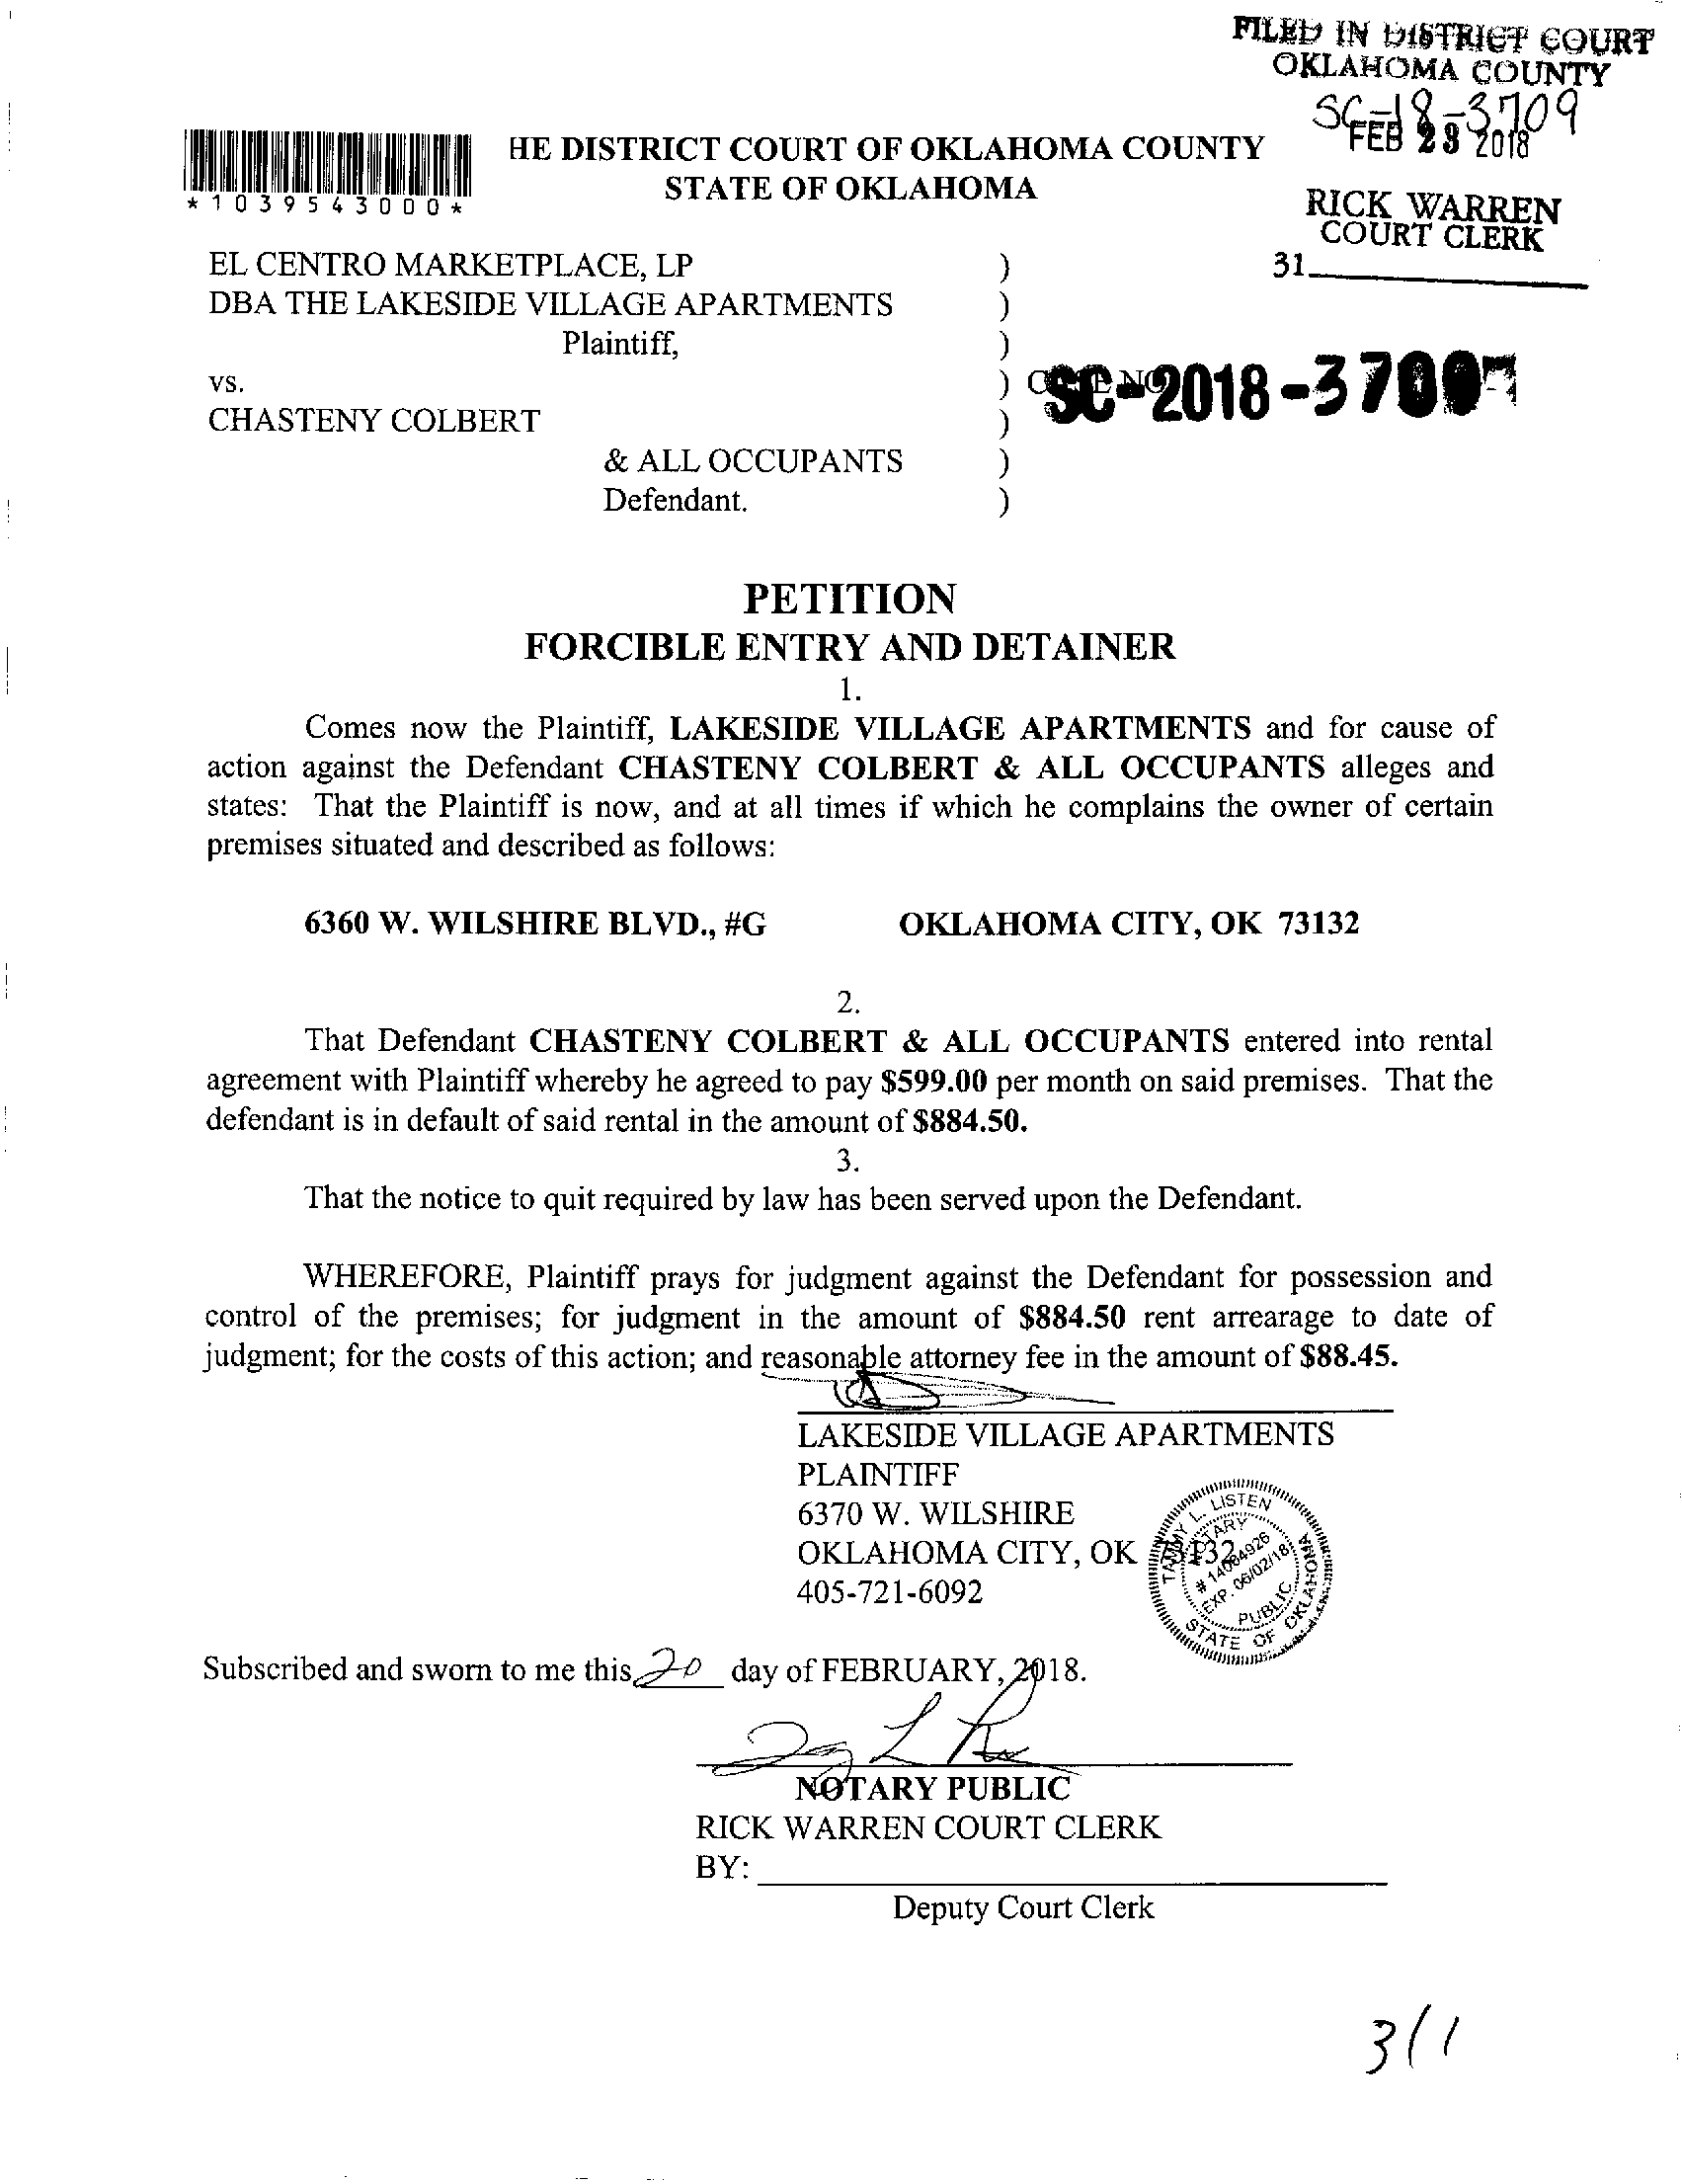 FILED IN DISTRICT COURT
OKLAHOMA COUNTY
SC-18-3709
FEB 23 2018
RICK WARREN
COURT CLERK
31
*1039543000*
HE DISTRICT COURT OF OKLAHOMA COUNTY
STATE OF OKLAHOMA
EL CENTRO MARKETPLACE, LP )
DBA THE LAKESIDE VILLAGE APARTMENTS )
Plaintiff, )
vs. ) SC-2018-
CHASTENY COLBERT )
& ALL OCCUPANTS )
Defendant. )
PETITION
FORCIBLE ENTRY AND DETAINER
1.
Comes now the Plaintiff, LAKESIDE VILLAGE APARTMENTS and for cause of
action against the Defendant CHASTENY COLBERT & ALL OCCUPANTS alleges and
states: That the Plaintiff is now, and at all times if which he complains the owner of certain
premises situated and described as follows:
6360 W. WILSHIRE BLVD., #G OKLAHOMA CITY, OK 73132
2.
That Defendant CHASTENY COLBERT & ALL OCCUPANTS entered into rental
agreement with Plaintiff whereby he agreed to pay $599.00 per month on said premises. That the
defendant is in default of said rental in the amount of $884.50.
3.
That the notice to quit required by law has been served upon the Defendant.
WHEREFORE, Plaintiff prays for judgment against the Defendant for possession and
control of the premises; for judgment in the amount of $884.50 rent arrearage to date of
judgment; for the costs of this action; and reasonable attorney fee in the amount of $88.45.
LAKESIDE VILLAGE APARTMENTS
PLAINTIFF
6370 W. WILSHIRE
OKLAHOMA CITY, OK 73132
405-721-6092
TAMMY L. LISTEN
NOTARY
# 14004926
EXP. 06/02/18
PUBLIC
STATE OF OKLAHOMA
Subscribed and sworn to me this 20 day of FEBRUARY, 2018.
NOTARY PUBLIC
RICK WARREN COURT CLERK
BY:
Deputy Court Clerk